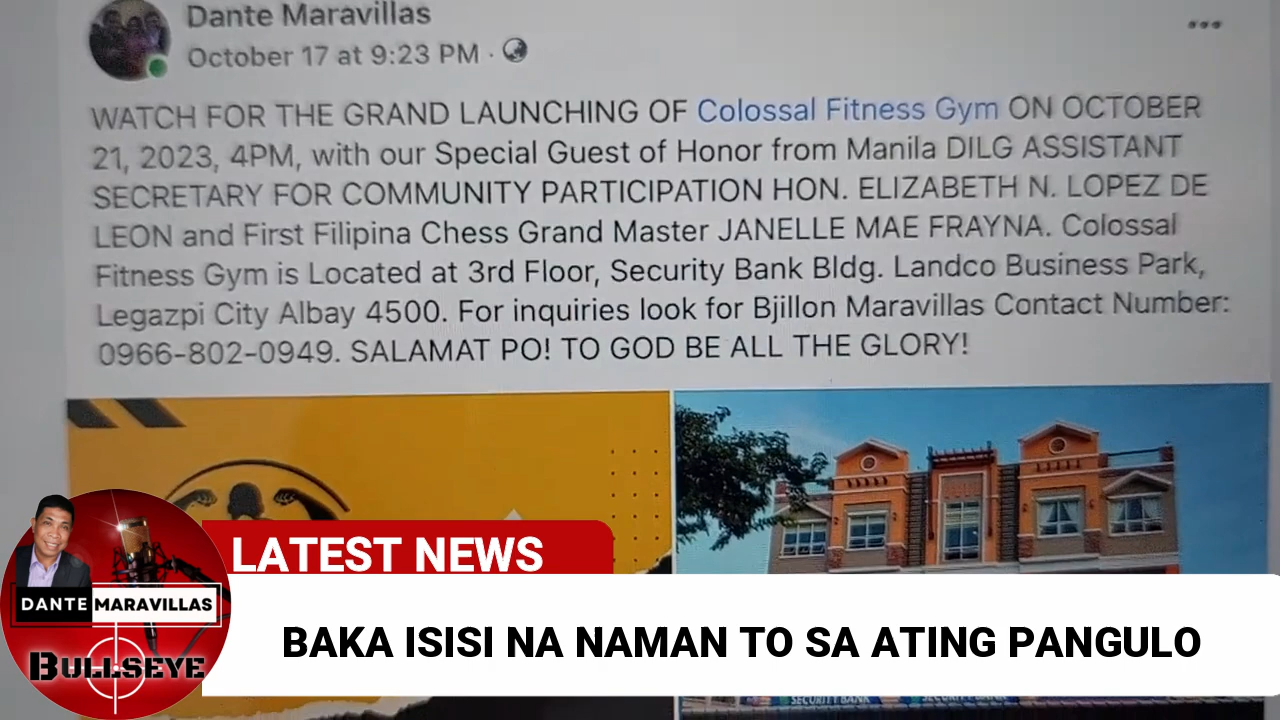 Dante Maravillas
October 17 at 9:23 PM ·
WATCH FOR THE GRAND LAUNCHING OF Colossal Fitness Gym ON OCTOBER
21, 2023, 4PM, with our Special Guest of Honor from Manila DILG ASSISTANT
SECRETARY FOR COMMUNITY PARTICIPATION HON. ELIZABETH N. LOPEZ DE
LEON and First Filipina Chess Grand Master JANELLE MAE FRAYNA. Colossal
Fitness Gym is Located at 3rd Floor, Security Bank Bldg. Landco Business Park,
Legazpi City Albay 4500. For inquiries look for Bjillon Maravillas Contact Number:
0966-802-0949. SALAMAT PO! TO GOD BE ALL THE GLORY!
LATEST NEWS
DANTE MARAVILLAS
BULLSEYE
BAKA ISISI NA NAMAN TO SA ATING PANGULO
SECURITY BANK